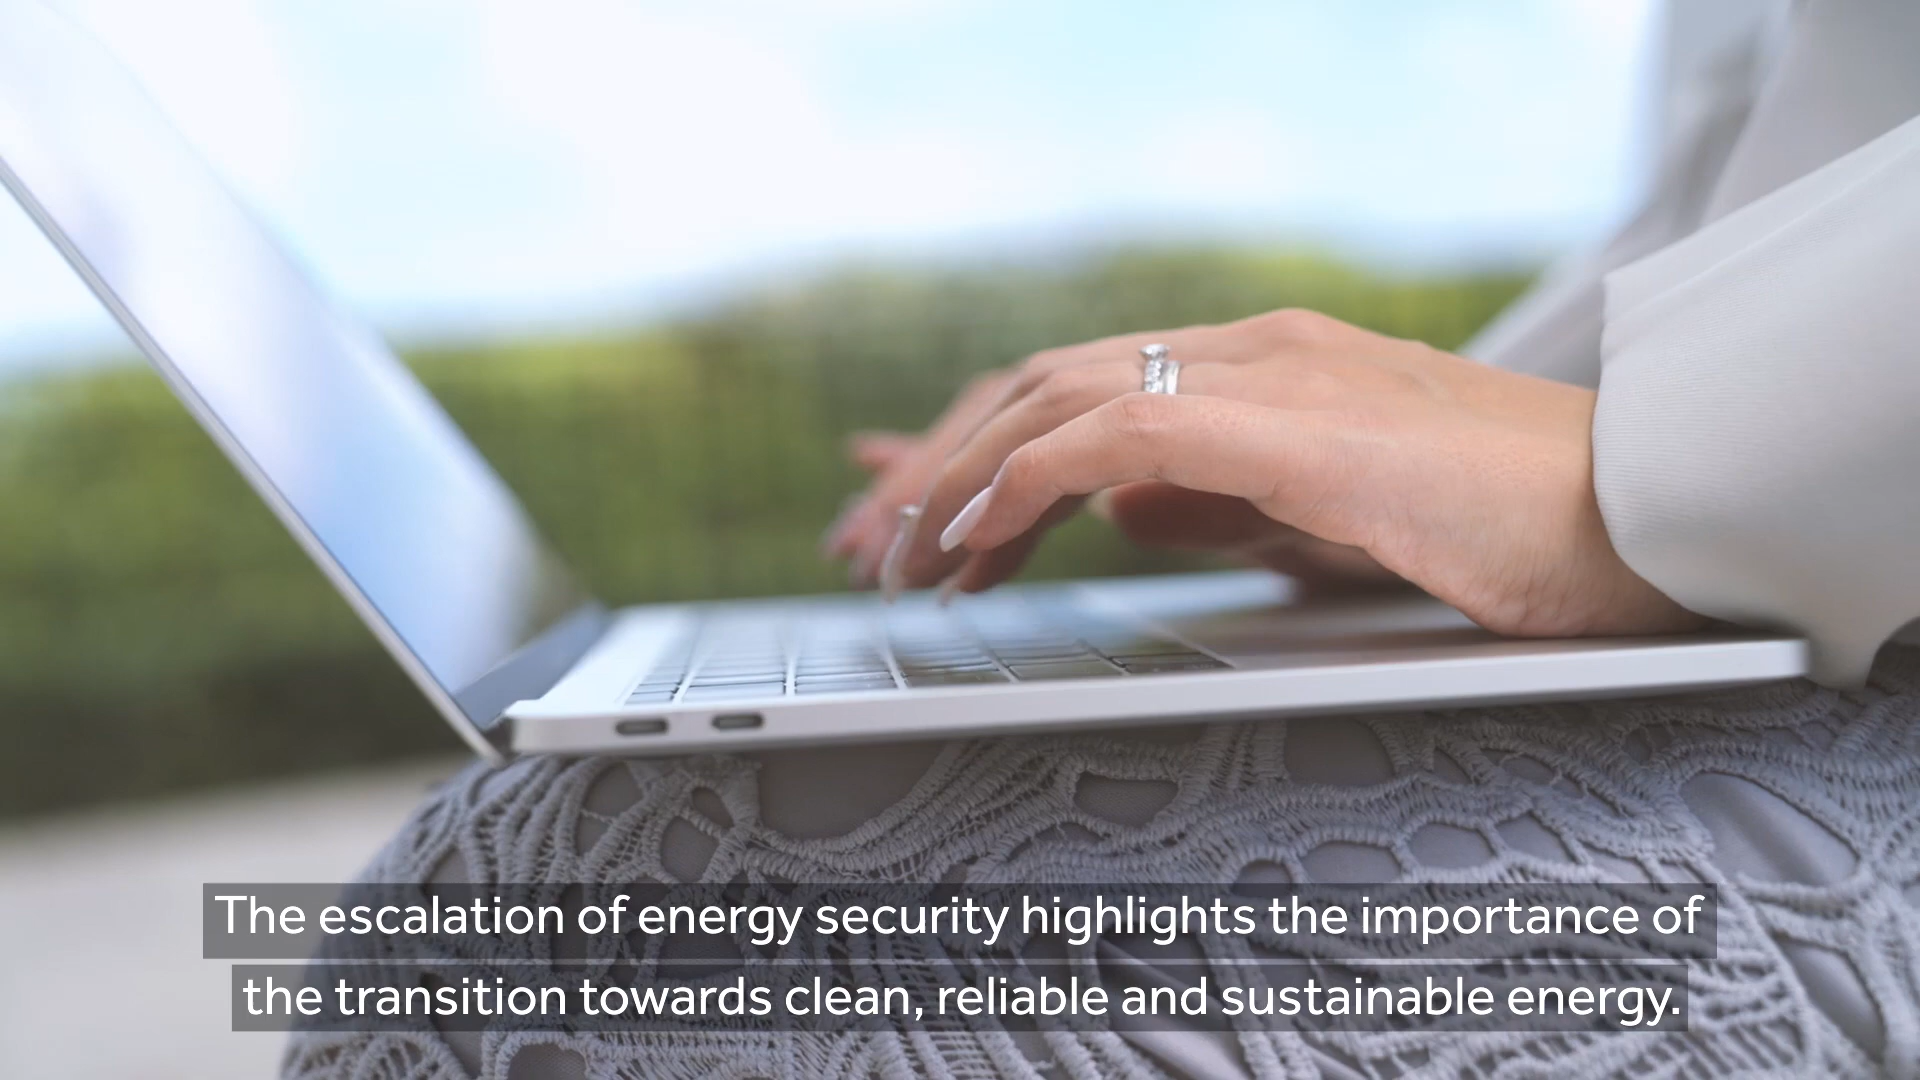 The escalation of energy security highlights the importance of
the transition towards clean, reliable and sustainable energy.